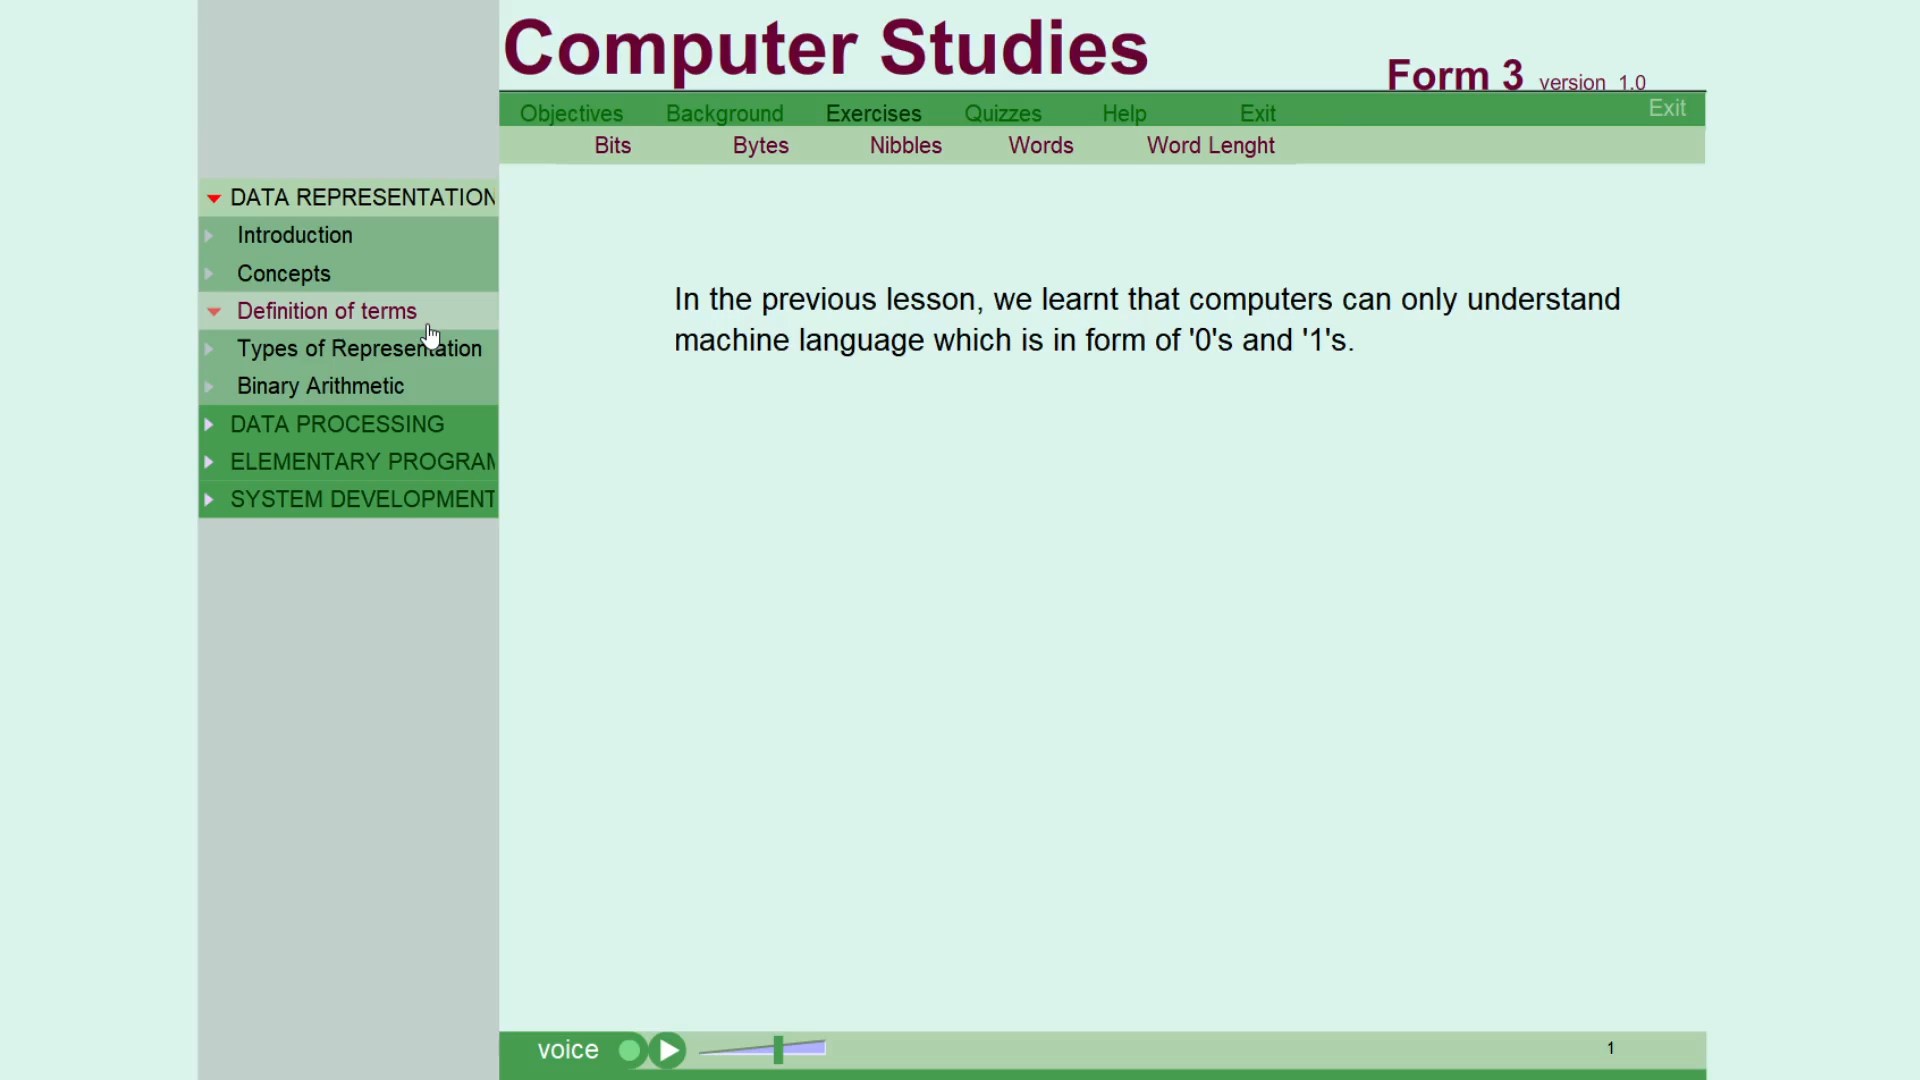 Computer Studies
Form 3 version 1.0
Objectives Background Exercises Quizzes Help Exit Exit
Bits Bytes Nibbles Words Word Lenght
DATA REPRESENTATION
Introduction
Concepts
Definition of terms
Types of Representation
Binary Arithmetic
DATA PROCESSING
ELEMENTARY PROGRAM
SYSTEM DEVELOPMENT
In the previous lesson, we learnt that computers can only understand
machine language which is in form of '0's and '1's.
voice 1